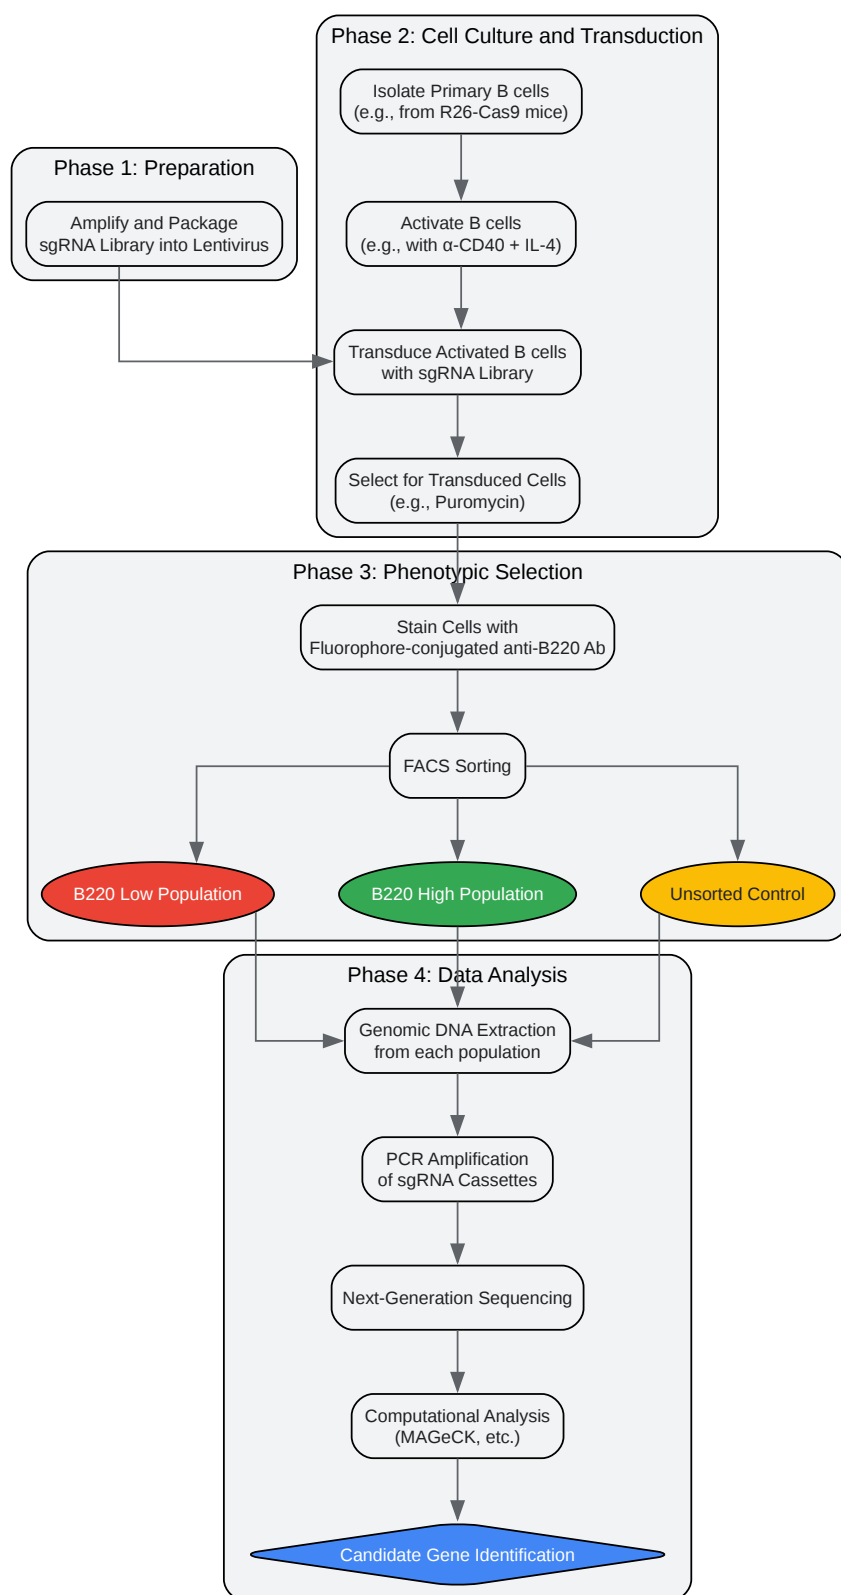 Phase 2: Cell Culture and Transduction
Isolate Primary B cells
(e.g., from R26-Cas9 mice)
Phase 1: Preparation
Amplify and Package
sgRNA Library into Lentivirus
Activate B cells
(e.g., with α-CD40 + IL-4)
Transduce Activated B cells
with sgRNA Library
Select for Transduced Cells
(e.g., Puromycin)
Phase 3: Phenotypic Selection
Stain Cells with
Fluorophore-conjugated anti-B220 Ab
FACS Sorting
B220 Low Population
B220 High Population
Unsorted Control
Phase 4: Data Analysis
Genomic DNA Extraction
from each population
PCR Amplification
of sgRNA Cassettes
Next-Generation Sequencing
Computational Analysis
(MAGeCK, etc.)
Candidate Gene Identification